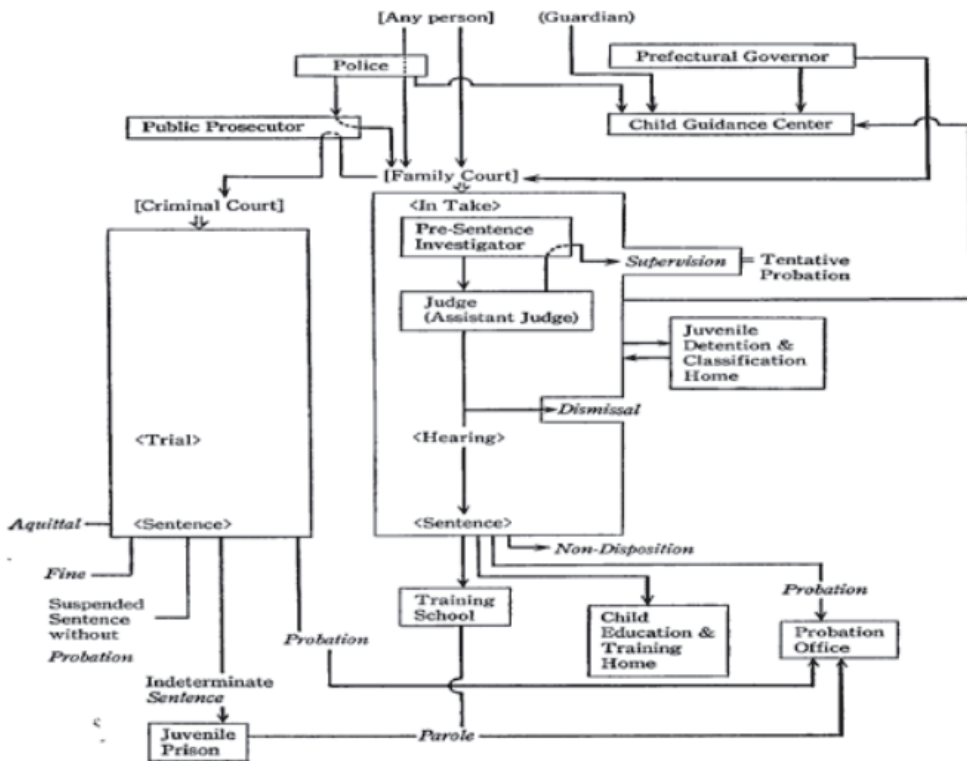 [Any person] (Guardian)
Police
Prefectural Governor
Public Prosecutor
Child Guidance Center
[Family Court]
[Criminal Court]
<In Take>
Pre-Sentence
Investigator
Supervision
Tentative
Probation
Judge
(Assistant Judge)
Juvenile
Detention &
Classification
Home
Dismissal
<Trial>
<Hearing>
Aquittal
<Sentence>
<Sentence>
Non-Disposition
Fine
Suspended
Sentence
without
Probation
Probation
Training
School
Child
Education &
Training
Home
Probation
Probation
Office
Indeterminate
Sentence
Juvenile
Prison
Parole